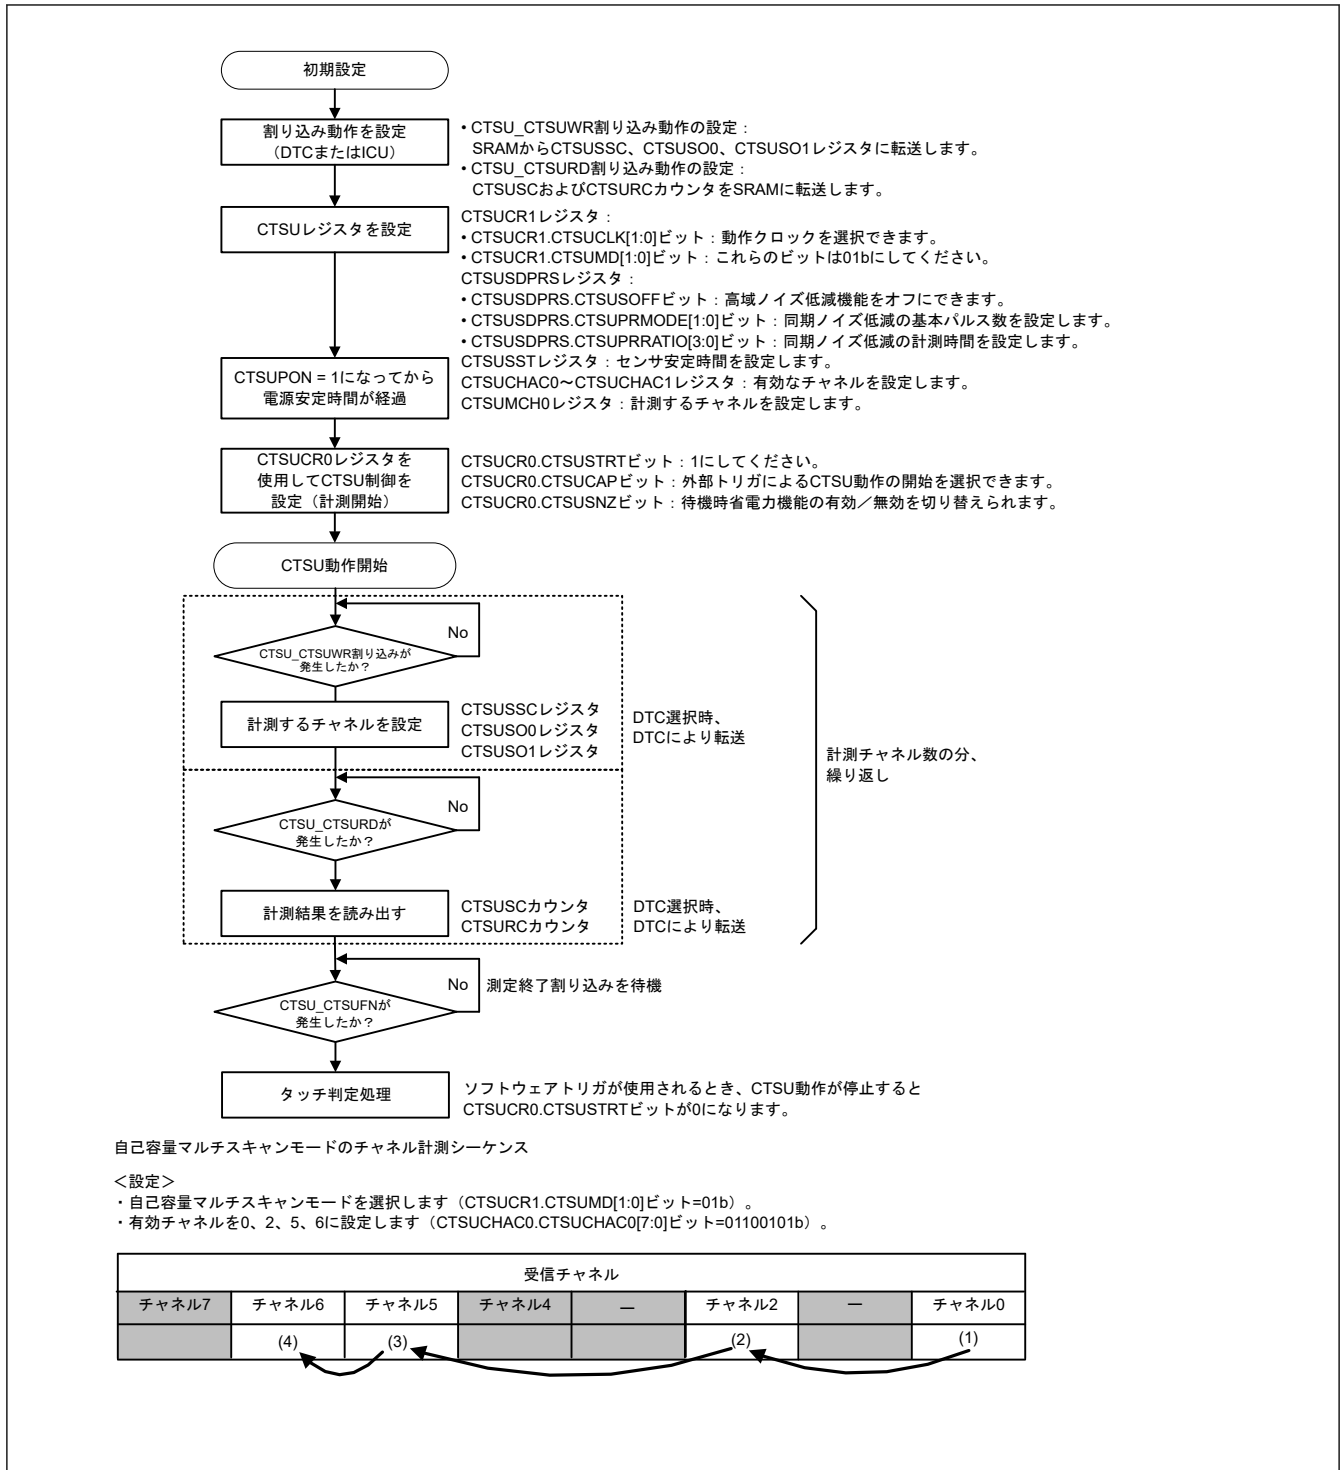 初期設定
割り込み動作を設定
（DTCまたはICU）
• CTSU_CTSUWR割り込み動作の設定：
SRAMからCTSUSSC、CTSUSO0、CTSUSO1レジスタに転送します。
• CTSU_CTSURD割り込み動作の設定：
CTSUSCおよびCTSURCカウンタをSRAMに転送します。
CTSUレジスタを設定
CTSUCR1レジスタ：
• CTSUCR1.CTSUCLK[1:0]ビット：動作クロックを選択できます。
• CTSUCR1.CTSUMD[1:0]ビット：これらのビットは01bにしてください。
CTSUSDPRSレジスタ：
• CTSUSDPRS.CTSUSOFFビット：高域ノイズ低減機能をオフにできます。
• CTSUSDPRS.CTSUPRMODE[1:0]ビット：同期ノイズ低減の基本パルス数を設定します。
• CTSUSDPRS.CTSUPRRATIO[3:0]ビット：同期ノイズ低減の計測時間を設定します。
CTSUSSTレジスタ：センサ安定時間を設定します。
CTSUCHAC0～CTSUCHAC1レジスタ：有効なチャネルを設定します。
CTSUMCH0レジスタ：計測するチャネルを設定します。
CTSUPON = 1になってから
電源安定時間が経過
CTSUCR0レジスタを
使用してCTSU制御を
設定（計測開始）
CTSUCR0.CTSUSTRTビット：1にしてください。
CTSUCR0.CTSUCAPビット：外部トリガによるCTSU動作の開始を選択できます。
CTSUCR0.CTSUSNZビット：待機時省電力機能の有効／無効を切り替えられます。
CTSU動作開始
No
CTSU_CTSUWR割り込みが
発生したか？
計測するチャネルを設定
CTSUSSCレジスタ
CTSUSO0レジスタ
CTSUSO1レジスタ
DTC選択時、
DTCにより転送
計測チャネル数の分、
繰り返し
No
CTSU_CTSURDが
発生したか？
計測結果を読み出す
CTSUSCカウンタ
CTSURCカウンタ
DTC選択時、
DTCにより転送
No
測定終了割り込みを待機
CTSU_CTSUFNが
発生したか？
タッチ判定処理
ソフトウェアトリガが使用されるとき、CTSU動作が停止すると
CTSUCR0.CTSUSTRTビットが0になります。
自己容量マルチスキャンモードのチャネル計測シーケンス
＜設定＞
・自己容量マルチスキャンモードを選択します（CTSUCR1.CTSUMD[1:0]ビット=01b）。
・有効チャネルを0、2、5、6に設定します（CTSUCHAC0.CTSUCHAC0[7:0]ビット=01100101b）。
受信チャネル
チャネル7 チャネル6 チャネル5 チャネル4 — チャネル2 — チャネル0
(4) (3) (2) (1)